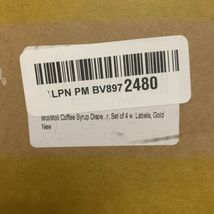 LPN PM BV897 2480
MoliMoli Coffee Syrup Dispe...r, Set of 4 w. Labels, Gold
New